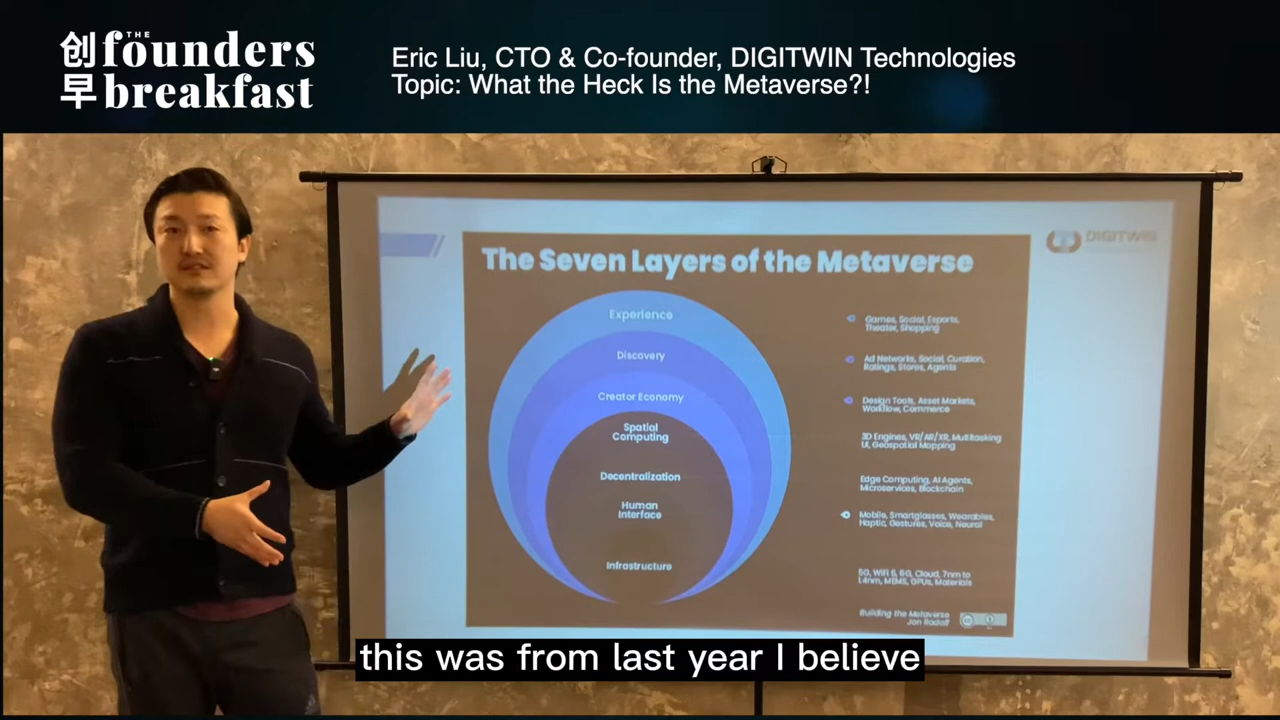 创
早
THE
founders
breakfast
Eric Liu, CTO & Co-founder, DIGITWIN Technologies
Topic: What the Heck Is the Metaverse?!
DIGITWIN
The Seven Layers of the Metaverse
Experience
Games, Social, Esports,
Theater, Shopping
Discovery
Ad Networks, Social, Curation,
Ratings, Stores, Agents
Creator Economy
Design Tools, Asset Markets,
Workflow, Commerce
Spatial
Computing
3D Engines, VR/AR/XR, Multitasking
UI, Geospatial Mapping
Decentralization
Edge Computing, AI Agents,
Microservices, Blockchain
Human
Interface
Mobile, Smartglasses, Wearables,
Haptic, Gestures, Voice, Neural
Infrastructure
5G, WiFi 6, 6G, Cloud, 7nm to
1.4nm, MEMS, GPUs, Materials
Building the Metaverse
Jon Radoff
this was from last year I believe